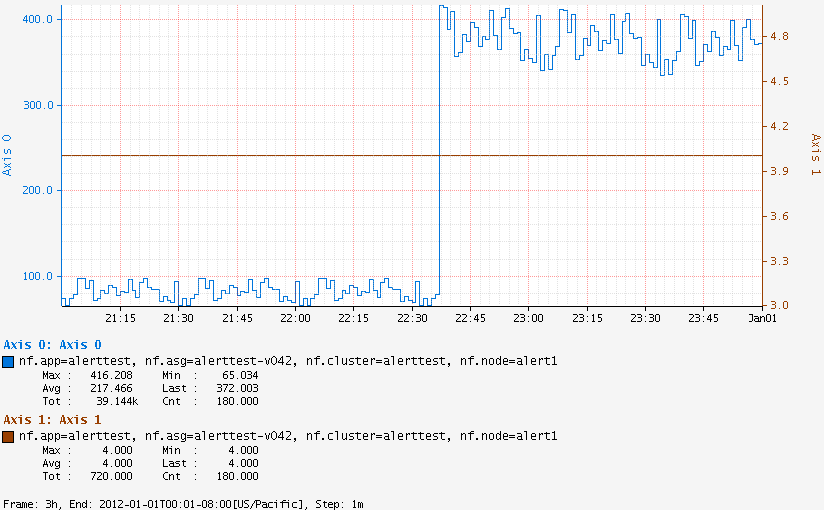 400.0
300.0
200.0
100.0
Axis 0
4.8
4.5
4.2
3.9
3.6
3.3
3.0
Axis 1
21:15 21:30 21:45 22:00 22:15 22:30 22:45 23:00 23:15 23:30 23:45 Jan01
Axis 0: Axis 0
nf.app=alerttest, nf.asg=alerttest-v042, nf.cluster=alerttest, nf.node=alert1
Max : 416.208 Min : 65.034
Avg : 217.466 Last : 372.003
Tot : 39.144k Cnt : 180.000
Axis 1: Axis 1
nf.app=alerttest, nf.asg=alerttest-v042, nf.cluster=alerttest, nf.node=alert1
Max : 4.000 Min : 4.000
Avg : 4.000 Last : 4.000
Tot : 720.000 Cnt : 180.000
Frame: 3h, End: 2012-01-01T00:01-08:00[US/Pacific], Step: 1m